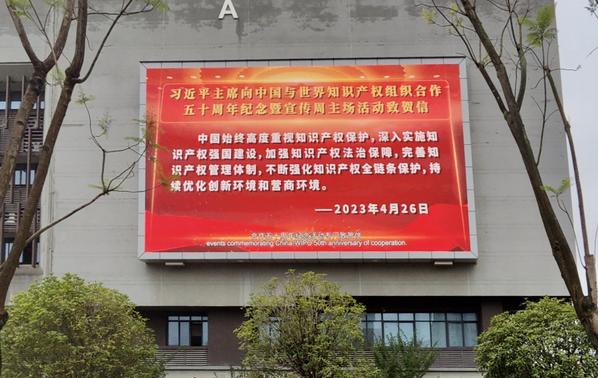 A
习近平主席向中国与世界知识产权组织合作
五十周年纪念暨宣传周主场活动致贺信
中国始终高度重视知识产权保护，深入实施知
识产权强国建设，加强知识产权法治保障，完善知
识产权管理体制，不断强化知识产权全链条保护，持
续优化创新环境和营商环境。
——2023年4月26日
events commemorating China-WIPO 50th anniversary of cooperation.